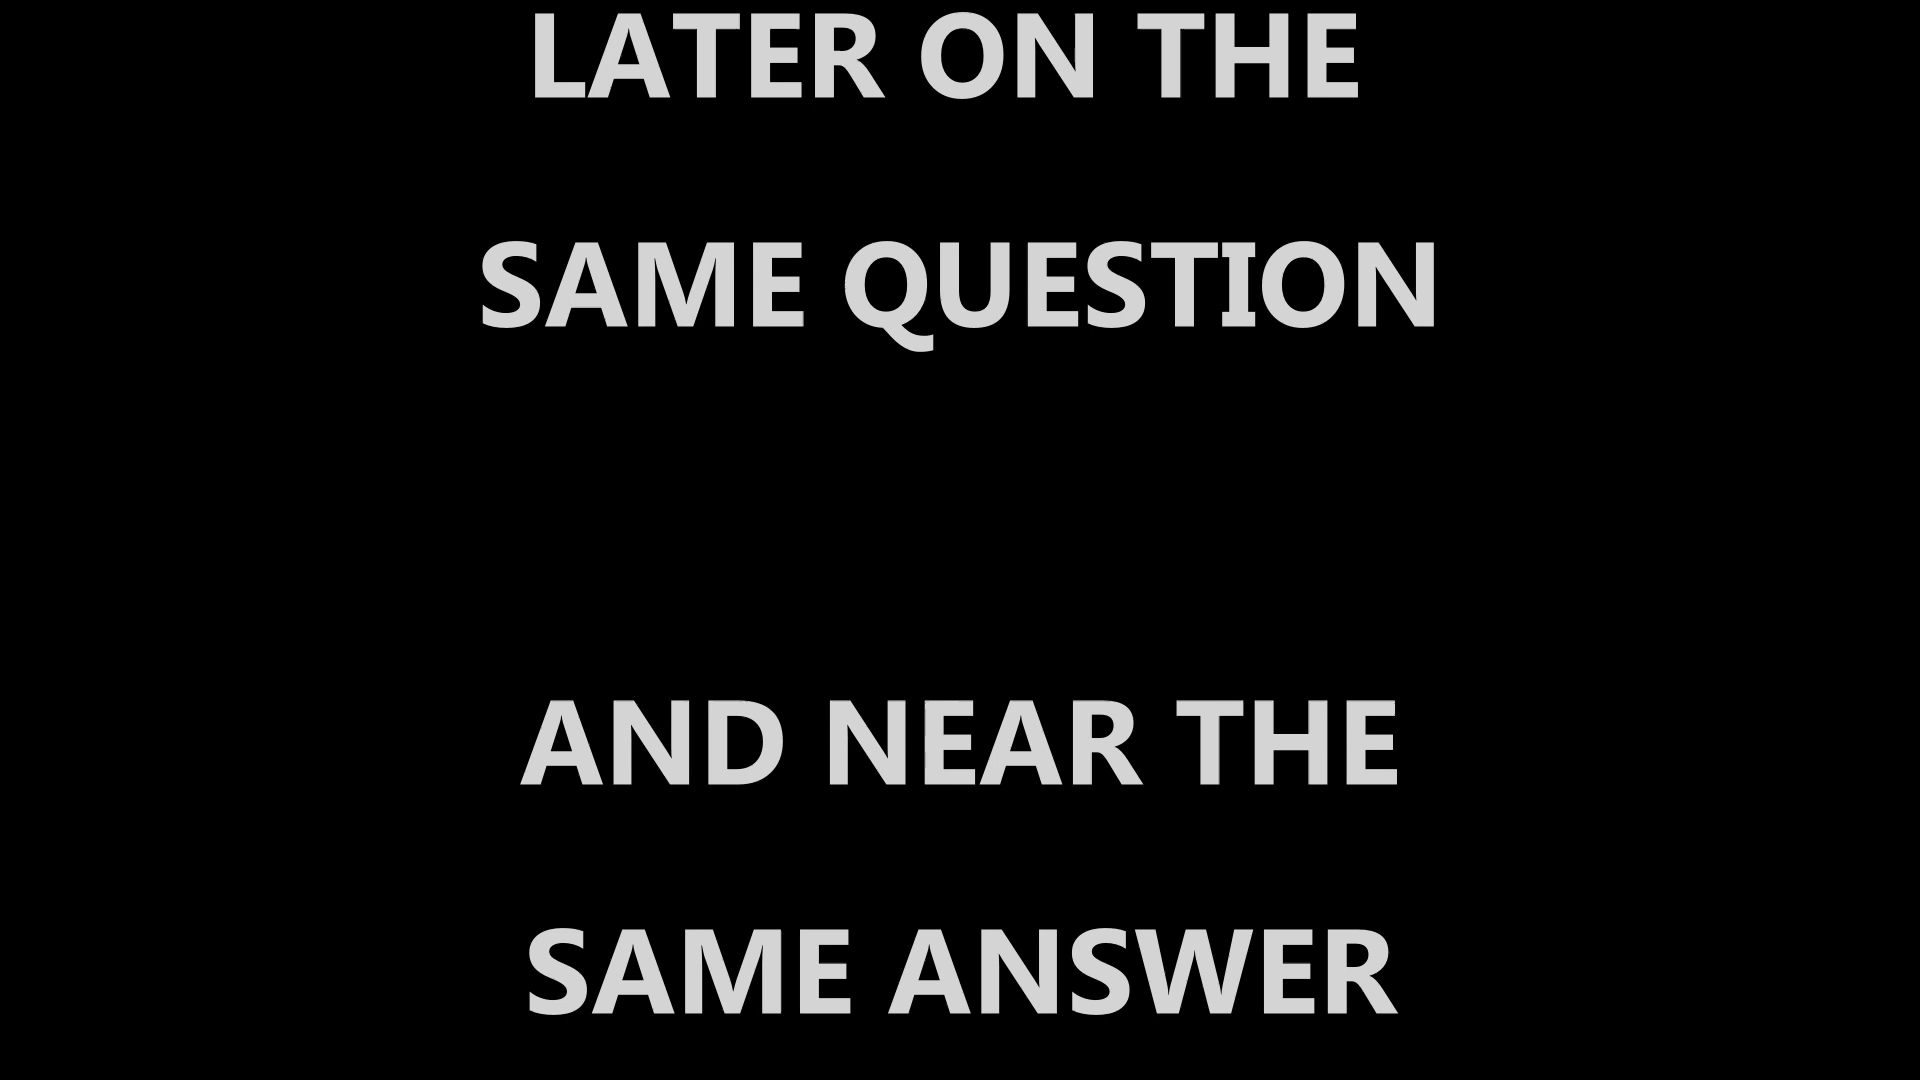 LATER ON THE
SAME QUESTION
AND NEAR THE
SAME ANSWER